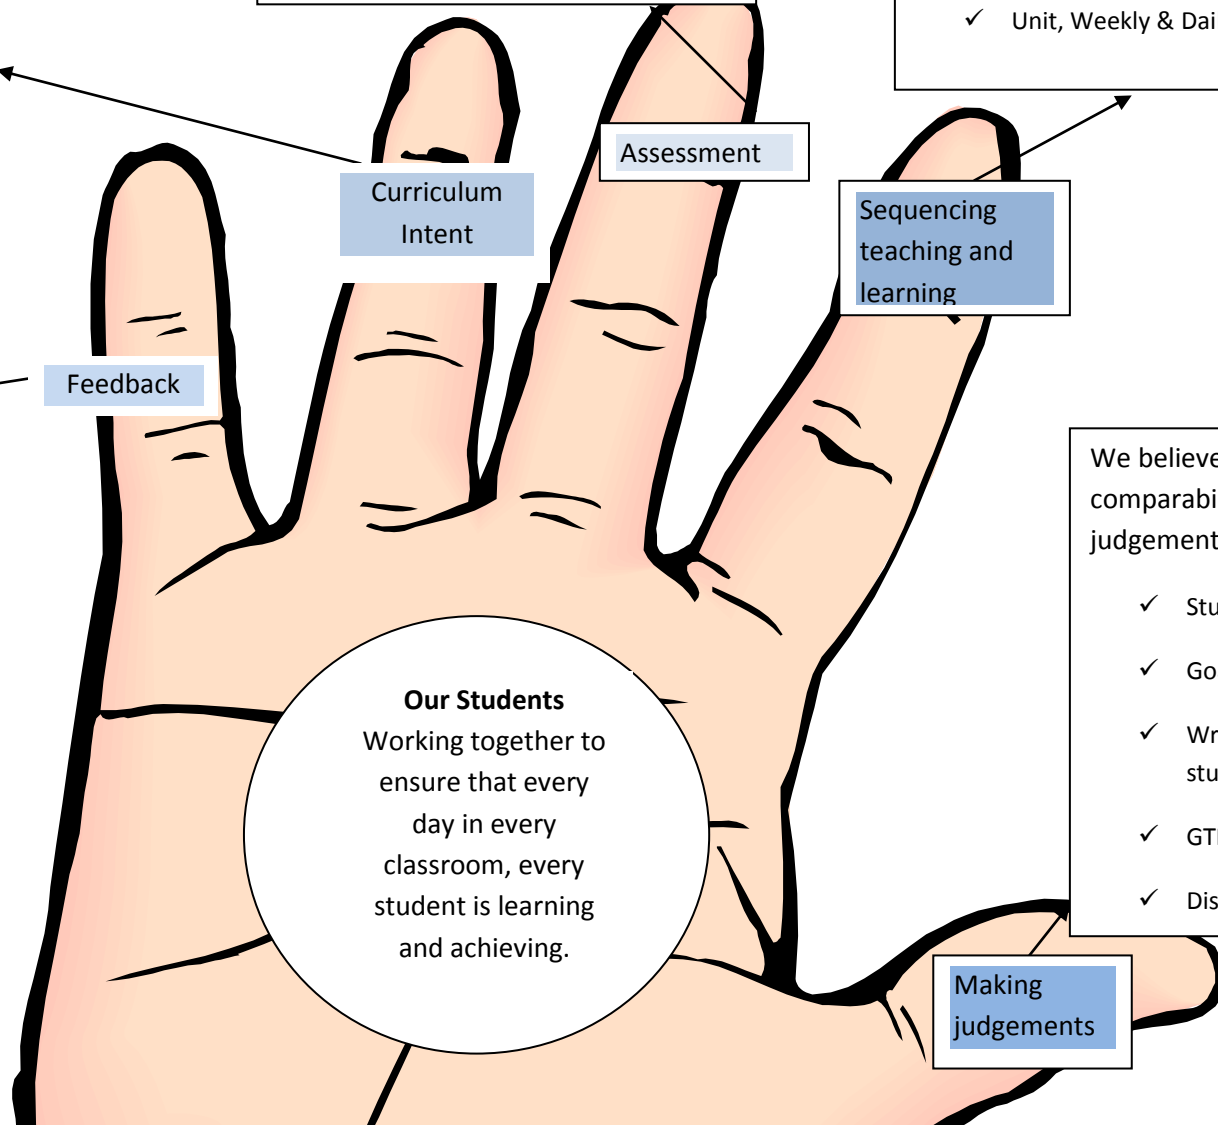 ✓ Unit, Weekly & Dai
Assessment
Curriculum
Intent
Sequencing
teaching and
learning
Feedback
We believe
comparabi
judgement
✓ Stu
✓ Go
✓ Wr
stu
✓ GT
✓ Dis
Our Students
Working together to
ensure that every
day in every
classroom, every
student is learning
and achieving.
Making
judgements